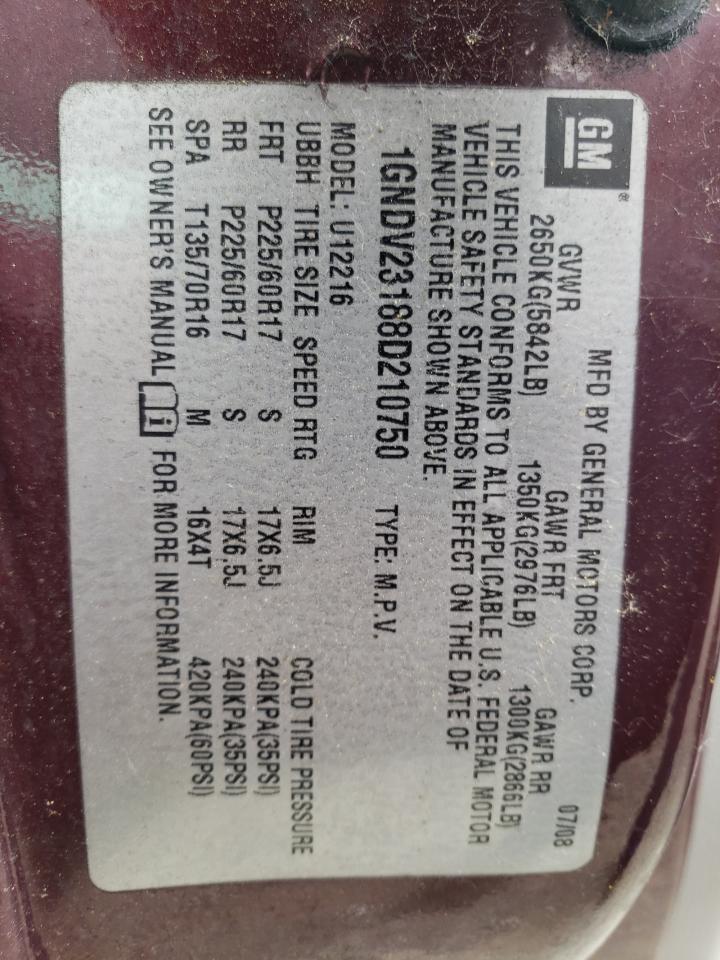 GM®
MFD BY GENERAL MOTORS CORP. 07/08
GVWR GAWR FRT GAWR RR
2650KG(5842LB) 1350KG(2976LB) 1300KG(2866LB)
THIS VEHICLE CONFORMS TO ALL APPLICABLE U.S. FEDERAL MOTOR
VEHICLE SAFETY STANDARDS IN EFFECT ON THE DATE OF
MANUFACTURE SHOWN ABOVE.
1GNDV23188D210750 TYPE: M.P.V.
MODEL: U12216
UBBH TIRE SIZE SPEED RTG RIM COLD TIRE PRESSURE
FRT P225/60R17 S 17X6.5J 240KPA(35PSI)
RR P225/60R17 S 17X6.5J 240KPA(35PSI)
SPA T135/70R16 M 16X4T 420KPA(60PSI)
SEE OWNER'S MANUAL FOR MORE INFORMATION.